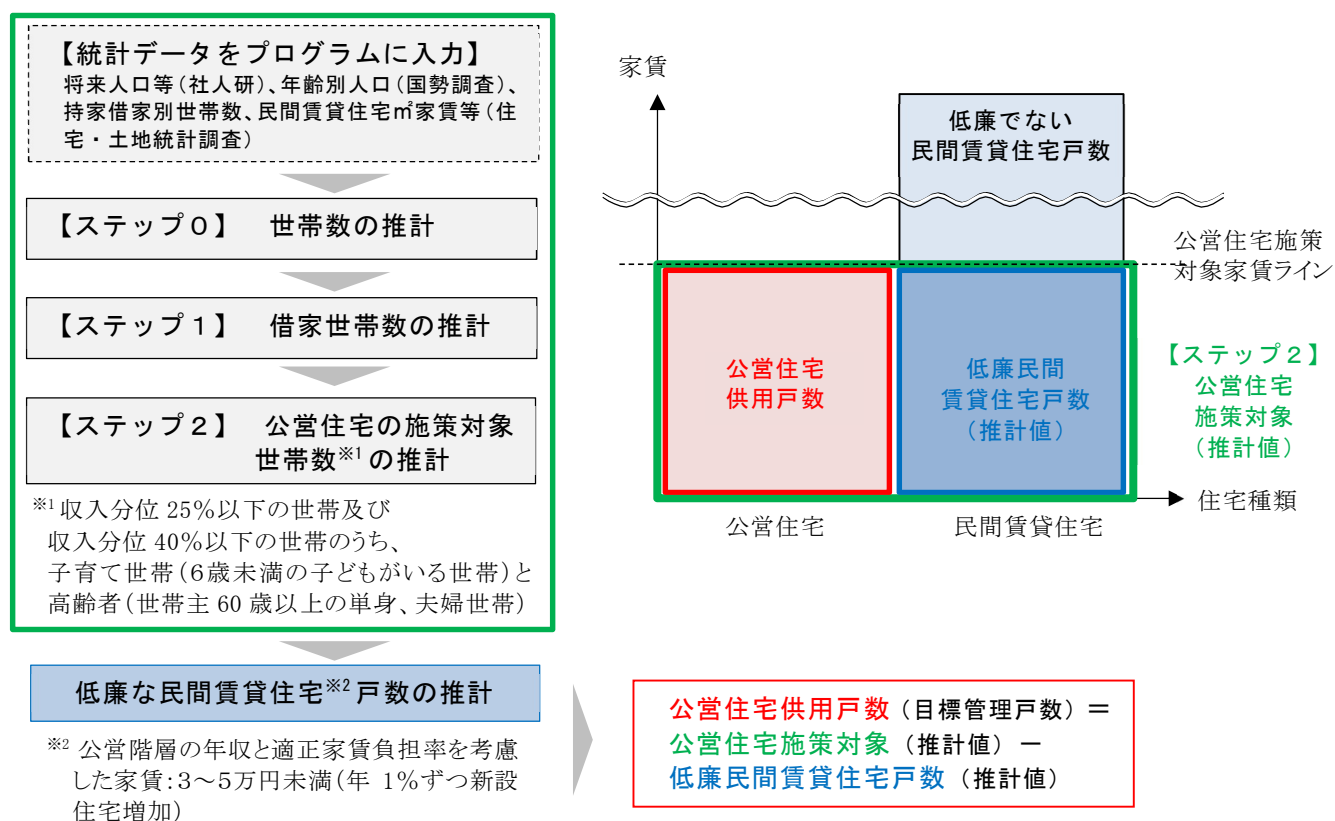 【統計データをプログラムに入力】
将来人口等（社人研）、年齢別人口（国勢調査）、
持家借家別世帯数、民間賃貸住宅㎡家賃等（住
宅・土地統計調査）
【ステップ０】　世帯数の推計
【ステップ１】　借家世帯数の推計
【ステップ２】　公営住宅の施策対象
世帯数※1 の推計
※1 収入分位 25%以下の世帯及び
収入分位 40%以下の世帯のうち、
子育て世帯（６歳未満の子どもがいる世帯）と
高齢者（世帯主 60 歳以上の単身、夫婦世帯）
低廉な民間賃貸住宅※2 戸数の推計
※2 公営階層の年収と適正家賃負担率を考慮
した家賃：３～５万円未満（年 1%ずつ新設
住宅増加）
家賃
低廉でない
民間賃貸住宅戸数
公営住宅施策
対象家賃ライン
公営住宅
供用戸数
低廉民間
賃貸住宅戸数
（推計値）
【ステップ２】
公営住宅
施策対象
（推計値）
住宅種類
公営住宅
民間賃貸住宅
公営住宅供用戸数（目標管理戸数）＝
公営住宅施策対象（推計値）－
低廉民間賃貸住宅戸数（推計値）